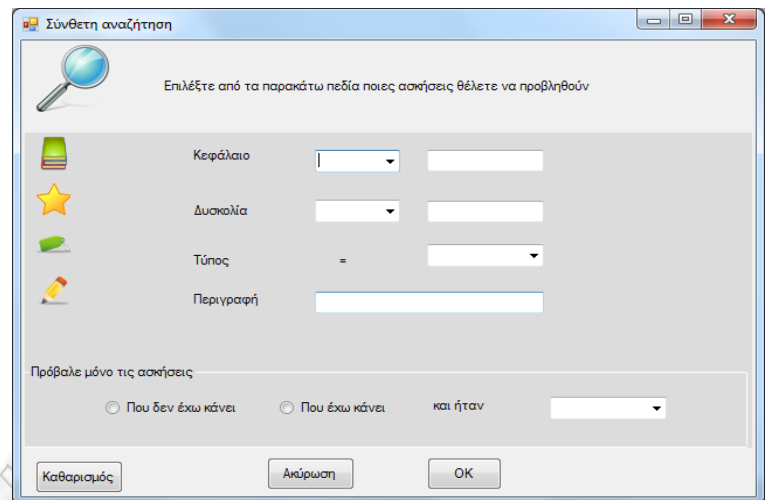 Σύνθετη αναζήτηση
Επιλέξτε από τα παρακάτω πεδία ποιες ασκήσεις θέλετε να προβληθούν
Κεφάλαιο
Δυσκολία
Τύπος =
Περιγραφή
Πρόβαλε μόνο τις ασκήσεις
Που δεν έχω κάνει Που έχω κάνει και ήταν
Καθαρισμός Ακύρωση OK